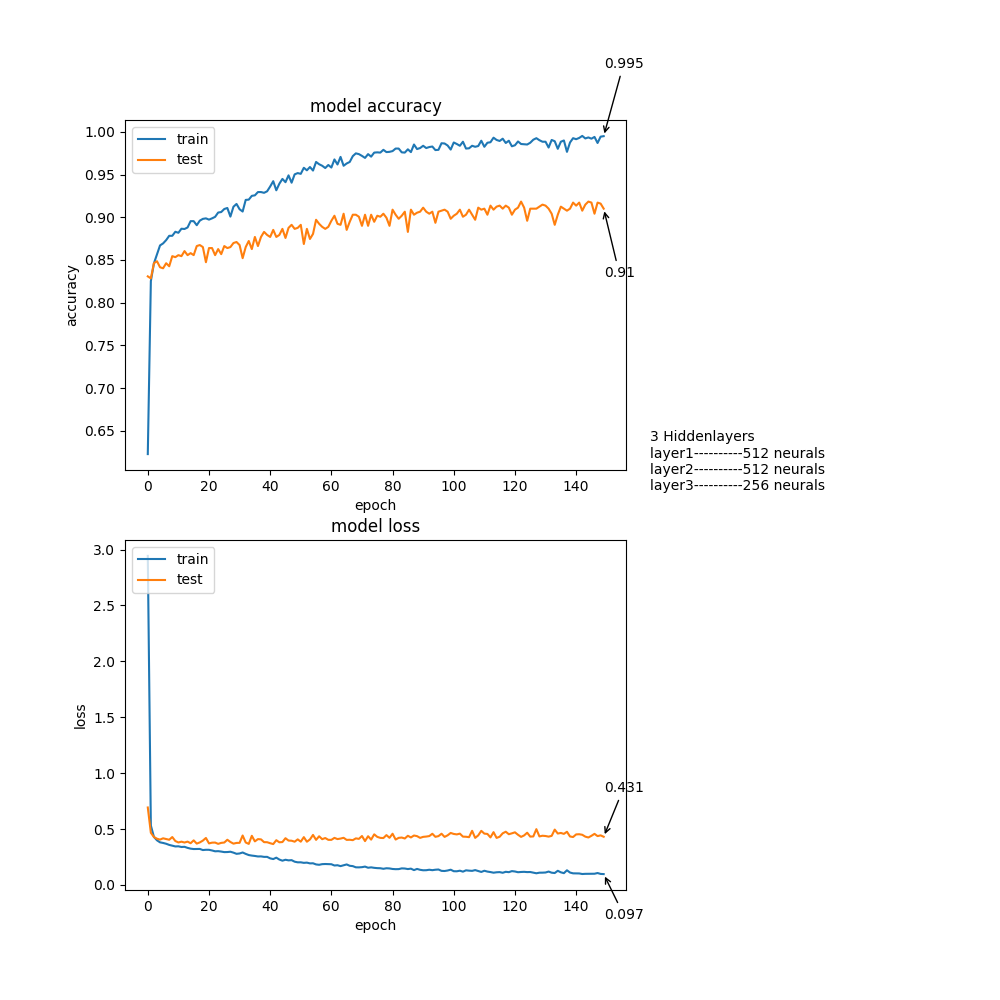 0.995
model accuracy
train
test
1.00
0.95
0.90
0.85
0.80
0.75
0.70
0.65
accuracy
0.91
0 20 40 60 80 100 120 140
epoch
3 Hiddenlayers
layer1----------512 neurals
layer2----------512 neurals
layer3----------256 neurals
model loss
train
test
3.0
2.5
2.0
1.5
1.0
0.5
0.0
loss
0.431
0 20 40 60 80 100 120 140
epoch
0.097